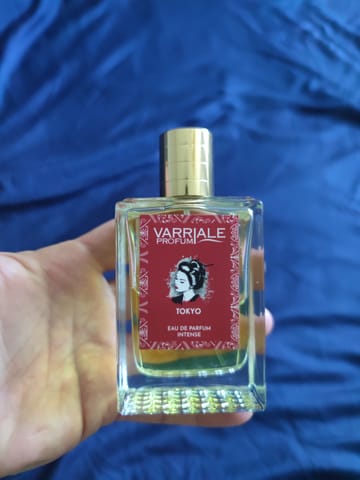 VARRIALE
PROFUMI
TOKYO
EAU DE PARFUM
INTENSE